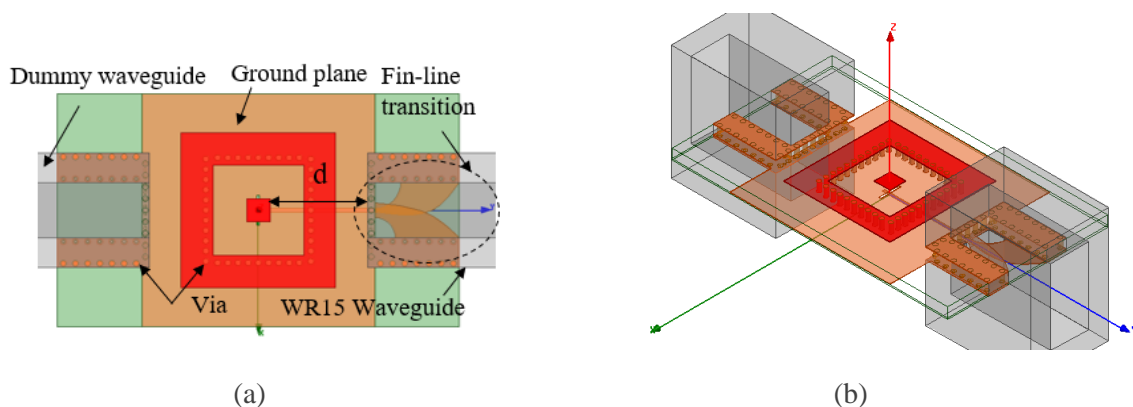 Dummy waveguide
Ground plane
Fin-line
transition
d
Via
WR15 Waveguide
z
(a)
(b)